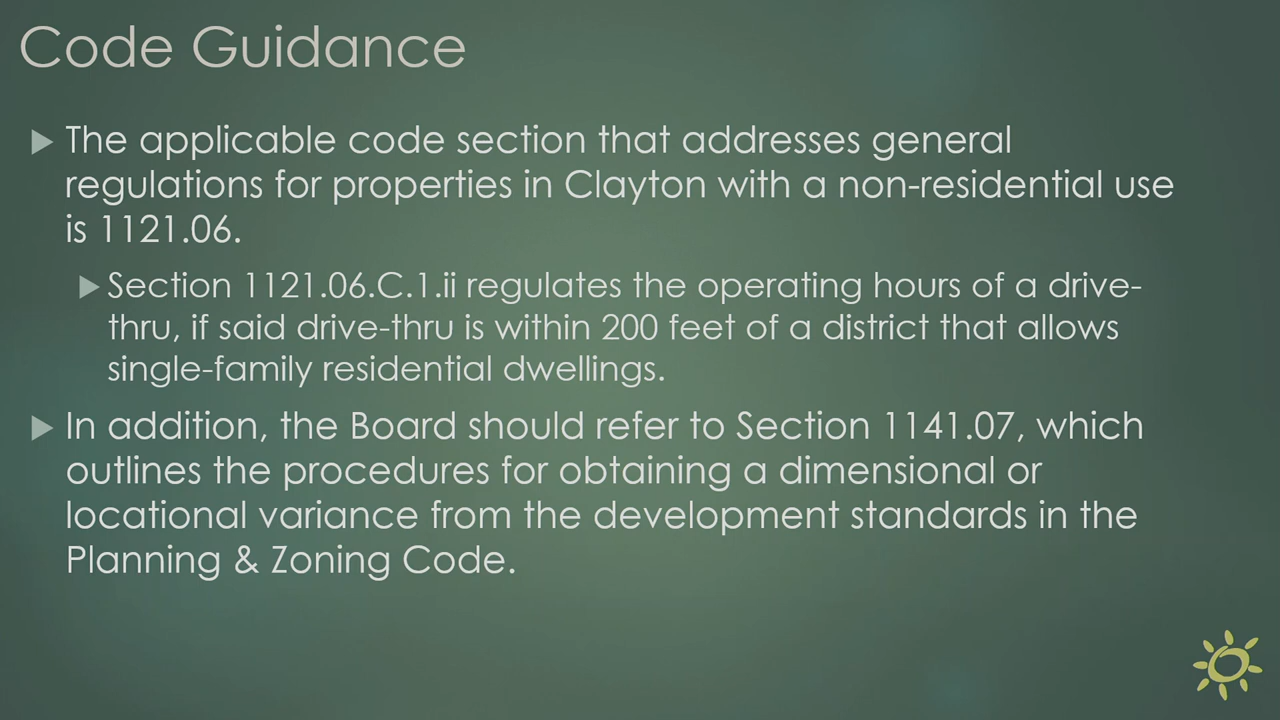 Code Guidance
The applicable code section that addresses general
regulations for properties in Clayton with a non-residential use
is 1121.06.
Section 1121.06.C.1.ii regulates the operating hours of a drive-
thru, if said drive-thru is within 200 feet of a district that allows
single-family residential dwellings.
In addition, the Board should refer to Section 1141.07, which
outlines the procedures for obtaining a dimensional or
locational variance from the development standards in the
Planning & Zoning Code.